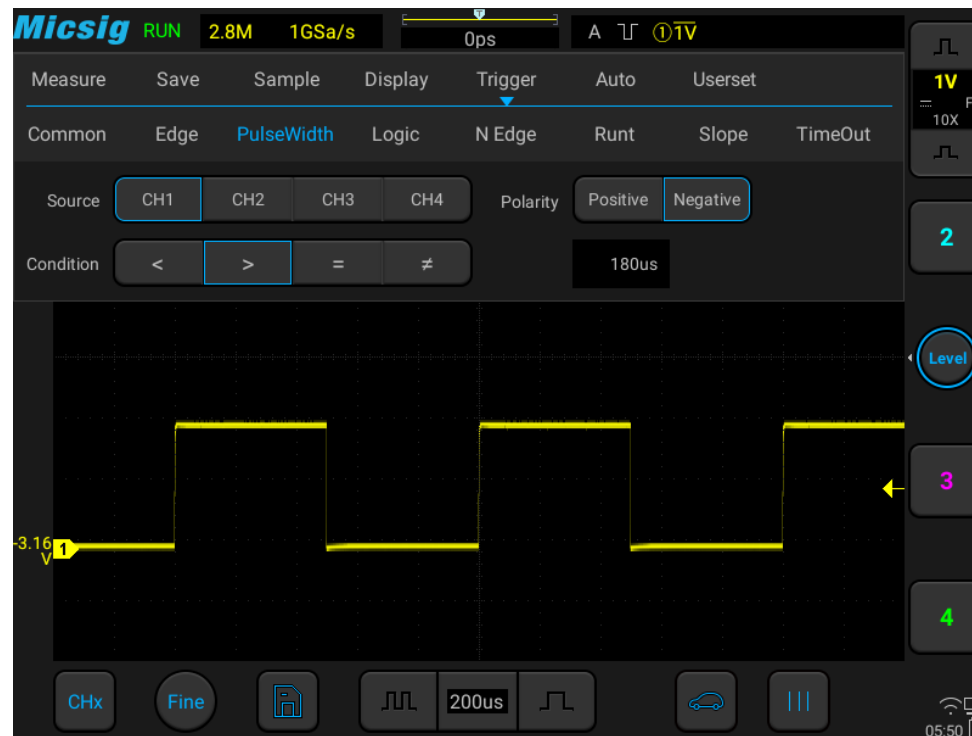 Micsig RUN 2.8M 1GSa/s 0ps A ①1V
Measure Save Sample Display Trigger Auto Userset
1V
F
10X
Common Edge PulseWidth Logic N Edge Runt Slope TimeOut
Source CH1 CH2 CH3 CH4 Polarity Positive Negative
2
Condition < > = ≠ 180us
Level
3
-3.16
V
1
4
CHx Fine 200us
05:50